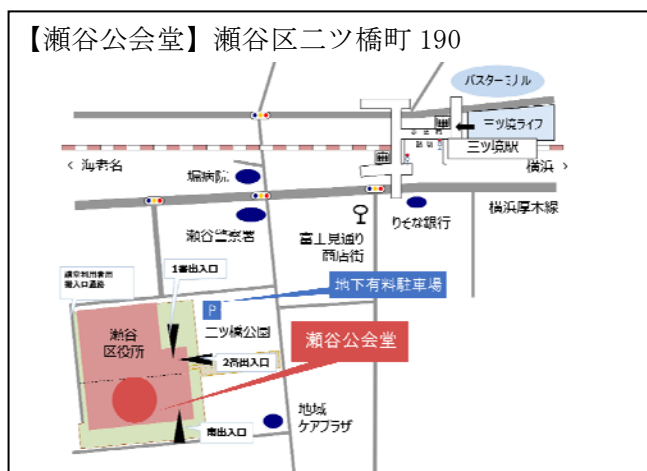 【瀬谷公会堂】瀬谷区二ツ橋町 190
バスターミナル
三ツ境ライフ
三ツ境駅
< 海老名
横浜 >
堀病院
横浜厚木線
瀬谷警察署
富士見通り
商店街
りそな銀行
1番出入口
地下有料駐車場
P
二ツ橋公園
瀬谷
区役所
瀬谷公会堂
2番出入口
地域
ケアプラザ
南出入口